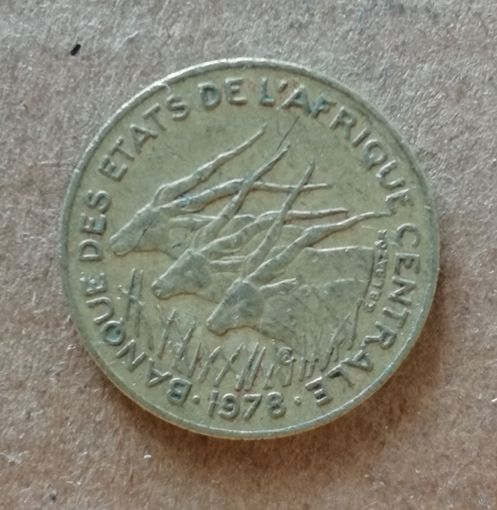 BANQUE DES ETATS DE L'AFRIQUE CENTRALE
· 1978 ·